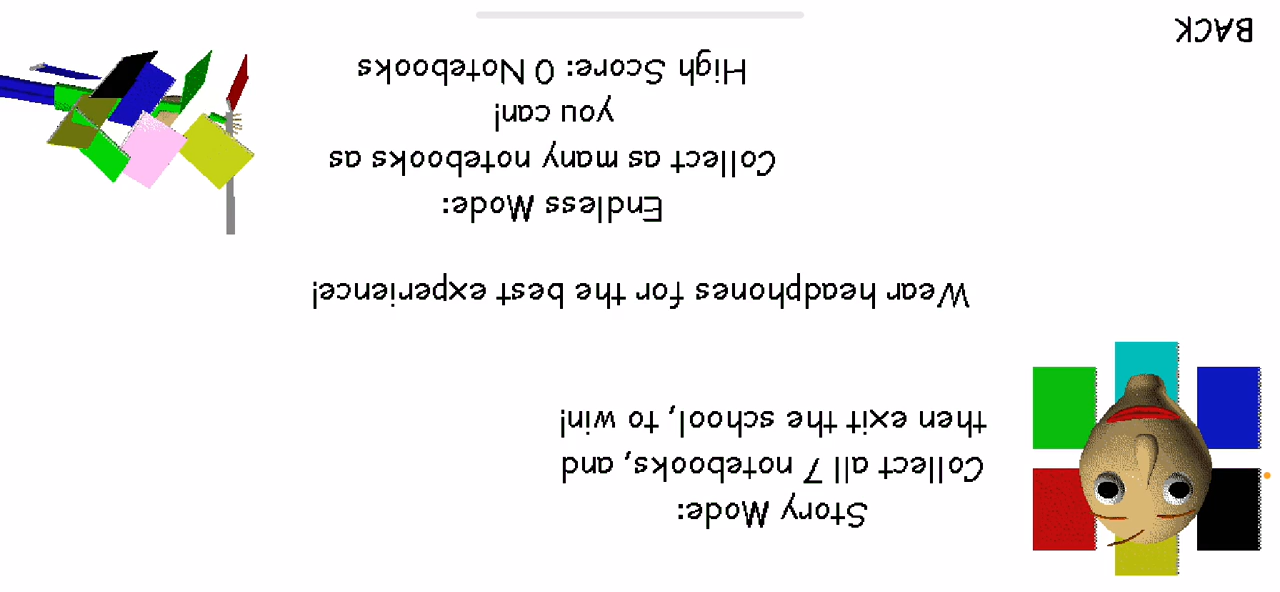 Story Mode:
Collect all 7 notebooks, and
then exit the school, to win!
Wear headphones for the best experience!
Endless Mode:
Collect as many notebooks as
you can!
High Score: 0 Notebooks
BACK